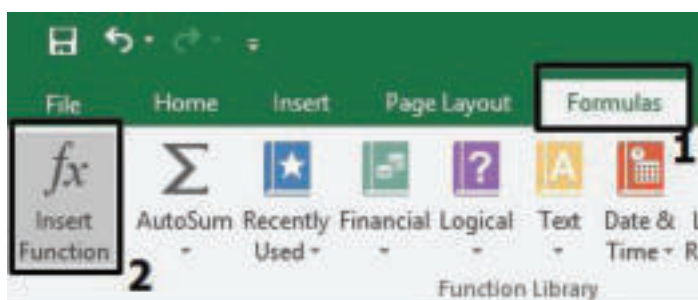 File Home Insert Page Layout Formulas
1
fx
Insert Function
AutoSum
Recently Used
Financial
Logical
Text
Date & Time
2
Function Library